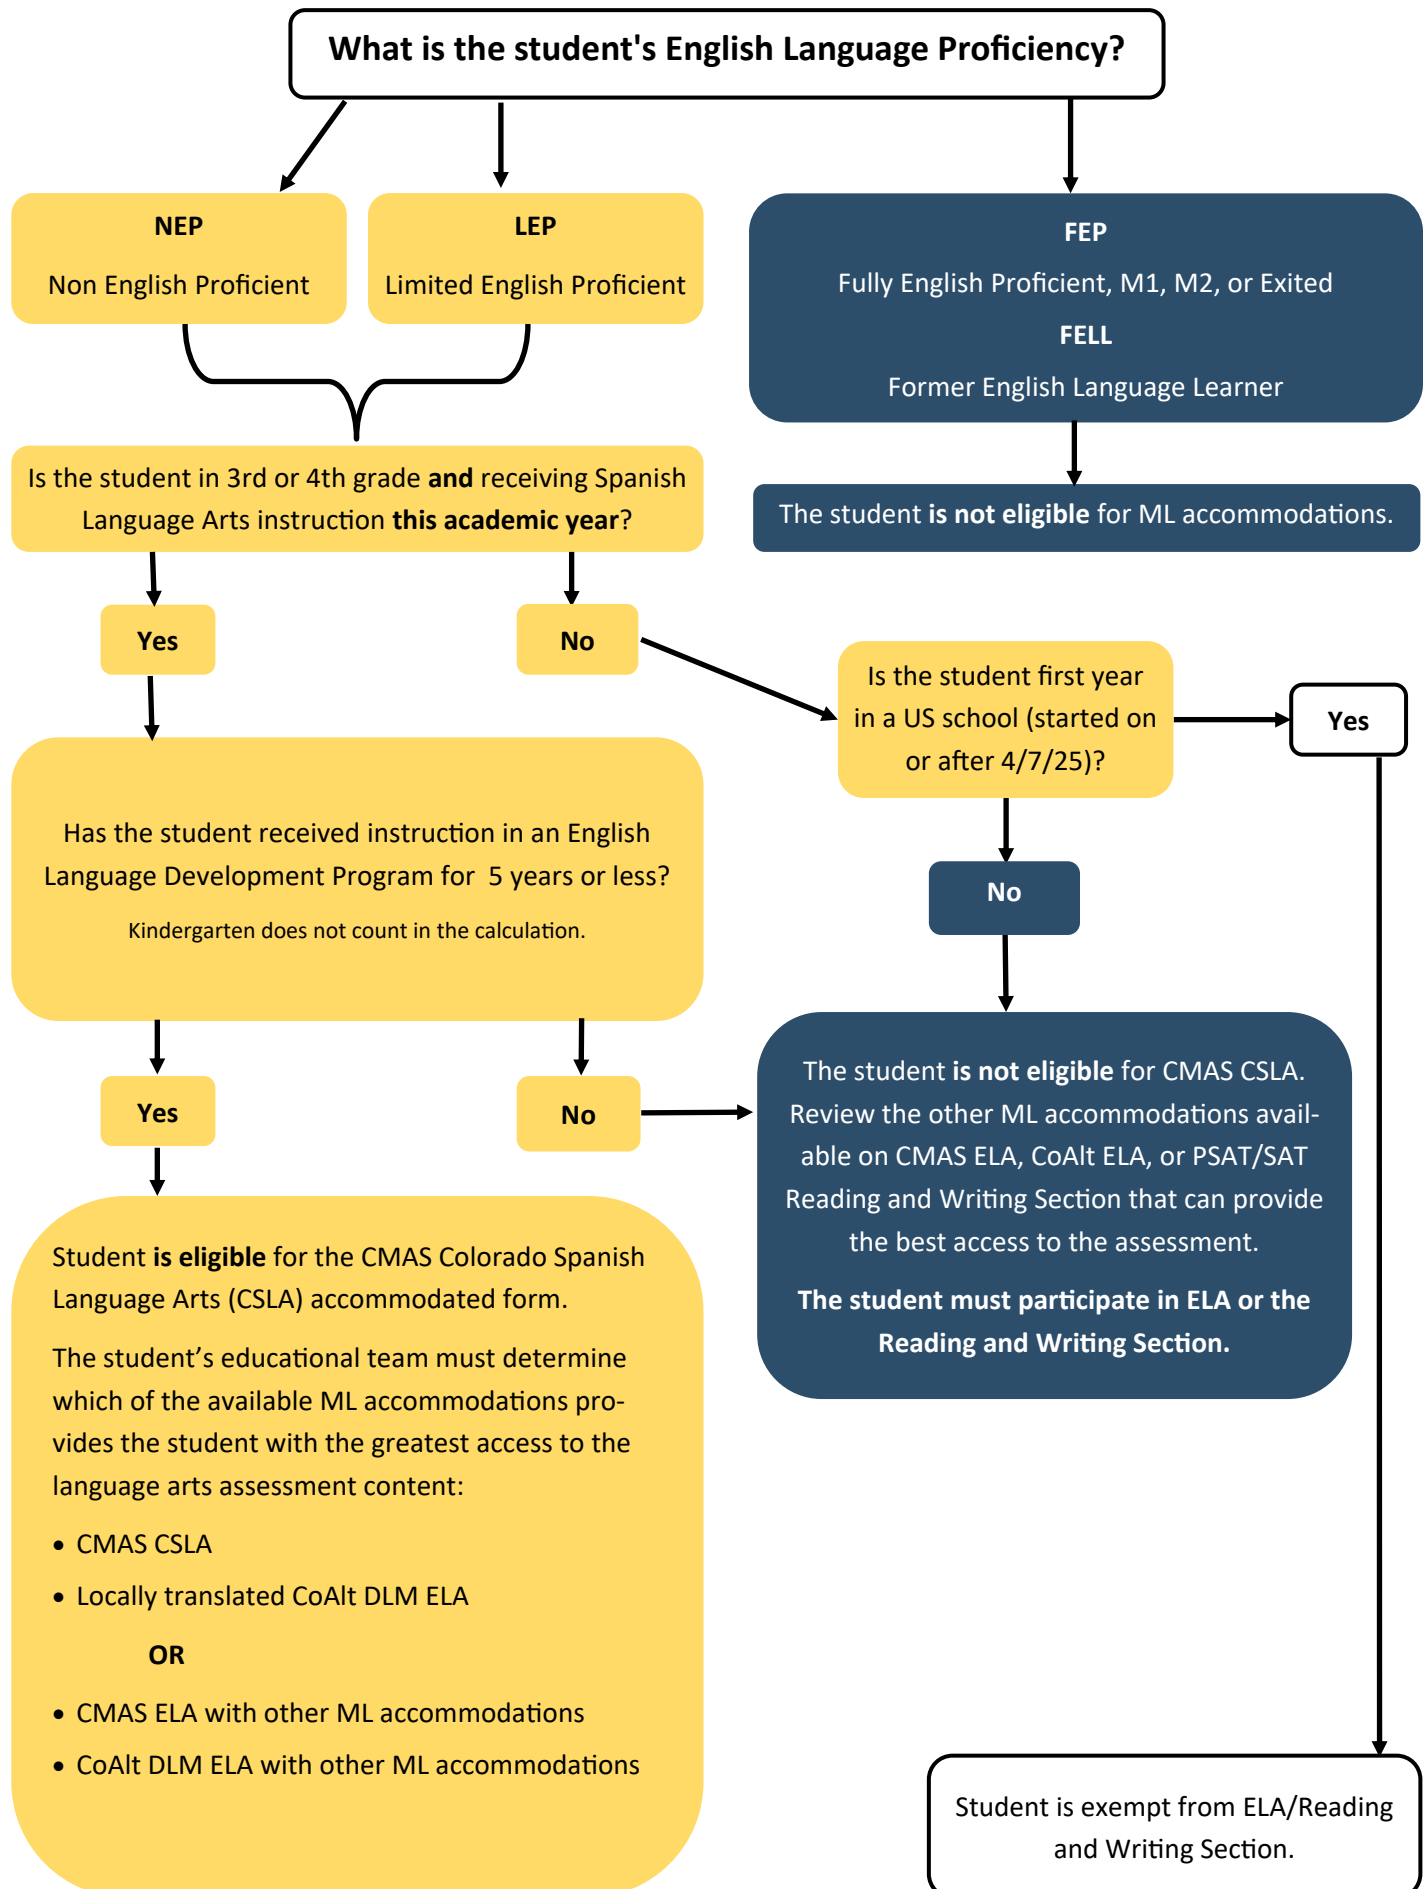 What is the student's English Language Proficiency?
NEP
Non English Proficient
LEP
Limited English Proficient
FEP
Fully English Proficient, M1, M2, or Exited
FELL
Former English Language Learner
Is the student in 3rd or 4th grade and receiving Spanish
Language Arts instruction this academic year?
The student is not eligible for ML accommodations.
Yes
No
Is the student first year
in a US school (started on
or after 4/7/25)?
Yes
Has the student received instruction in an English
Language Development Program for  5 years or less?
Kindergarten does not count in the calculation.
No
Yes
No
The student is not eligible for CMAS CSLA.
Review the other ML accommodations avail-
able on CMAS ELA, CoAlt ELA, or PSAT/SAT
Reading and Writing Section that can provide
the best access to the assessment.
The student must participate in ELA or the
Reading and Writing Section.
Student is eligible for the CMAS Colorado Spanish
Language Arts (CSLA) accommodated form.
The student’s educational team must determine
which of the available ML accommodations pro-
vides the student with the greatest access to the
language arts assessment content:
• CMAS CSLA
• Locally translated CoAlt DLM ELA
OR
• CMAS ELA with other ML accommodations
• CoAlt DLM ELA with other ML accommodations
Student is exempt from ELA/Reading
and Writing Section.